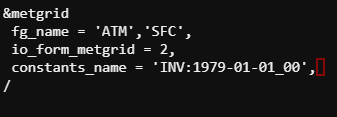 &metgrid
 fg_name = 'ATM','SFC',
 io_form_metgrid = 2,
 constants_name = 'INV:1979-01-01_00',
/